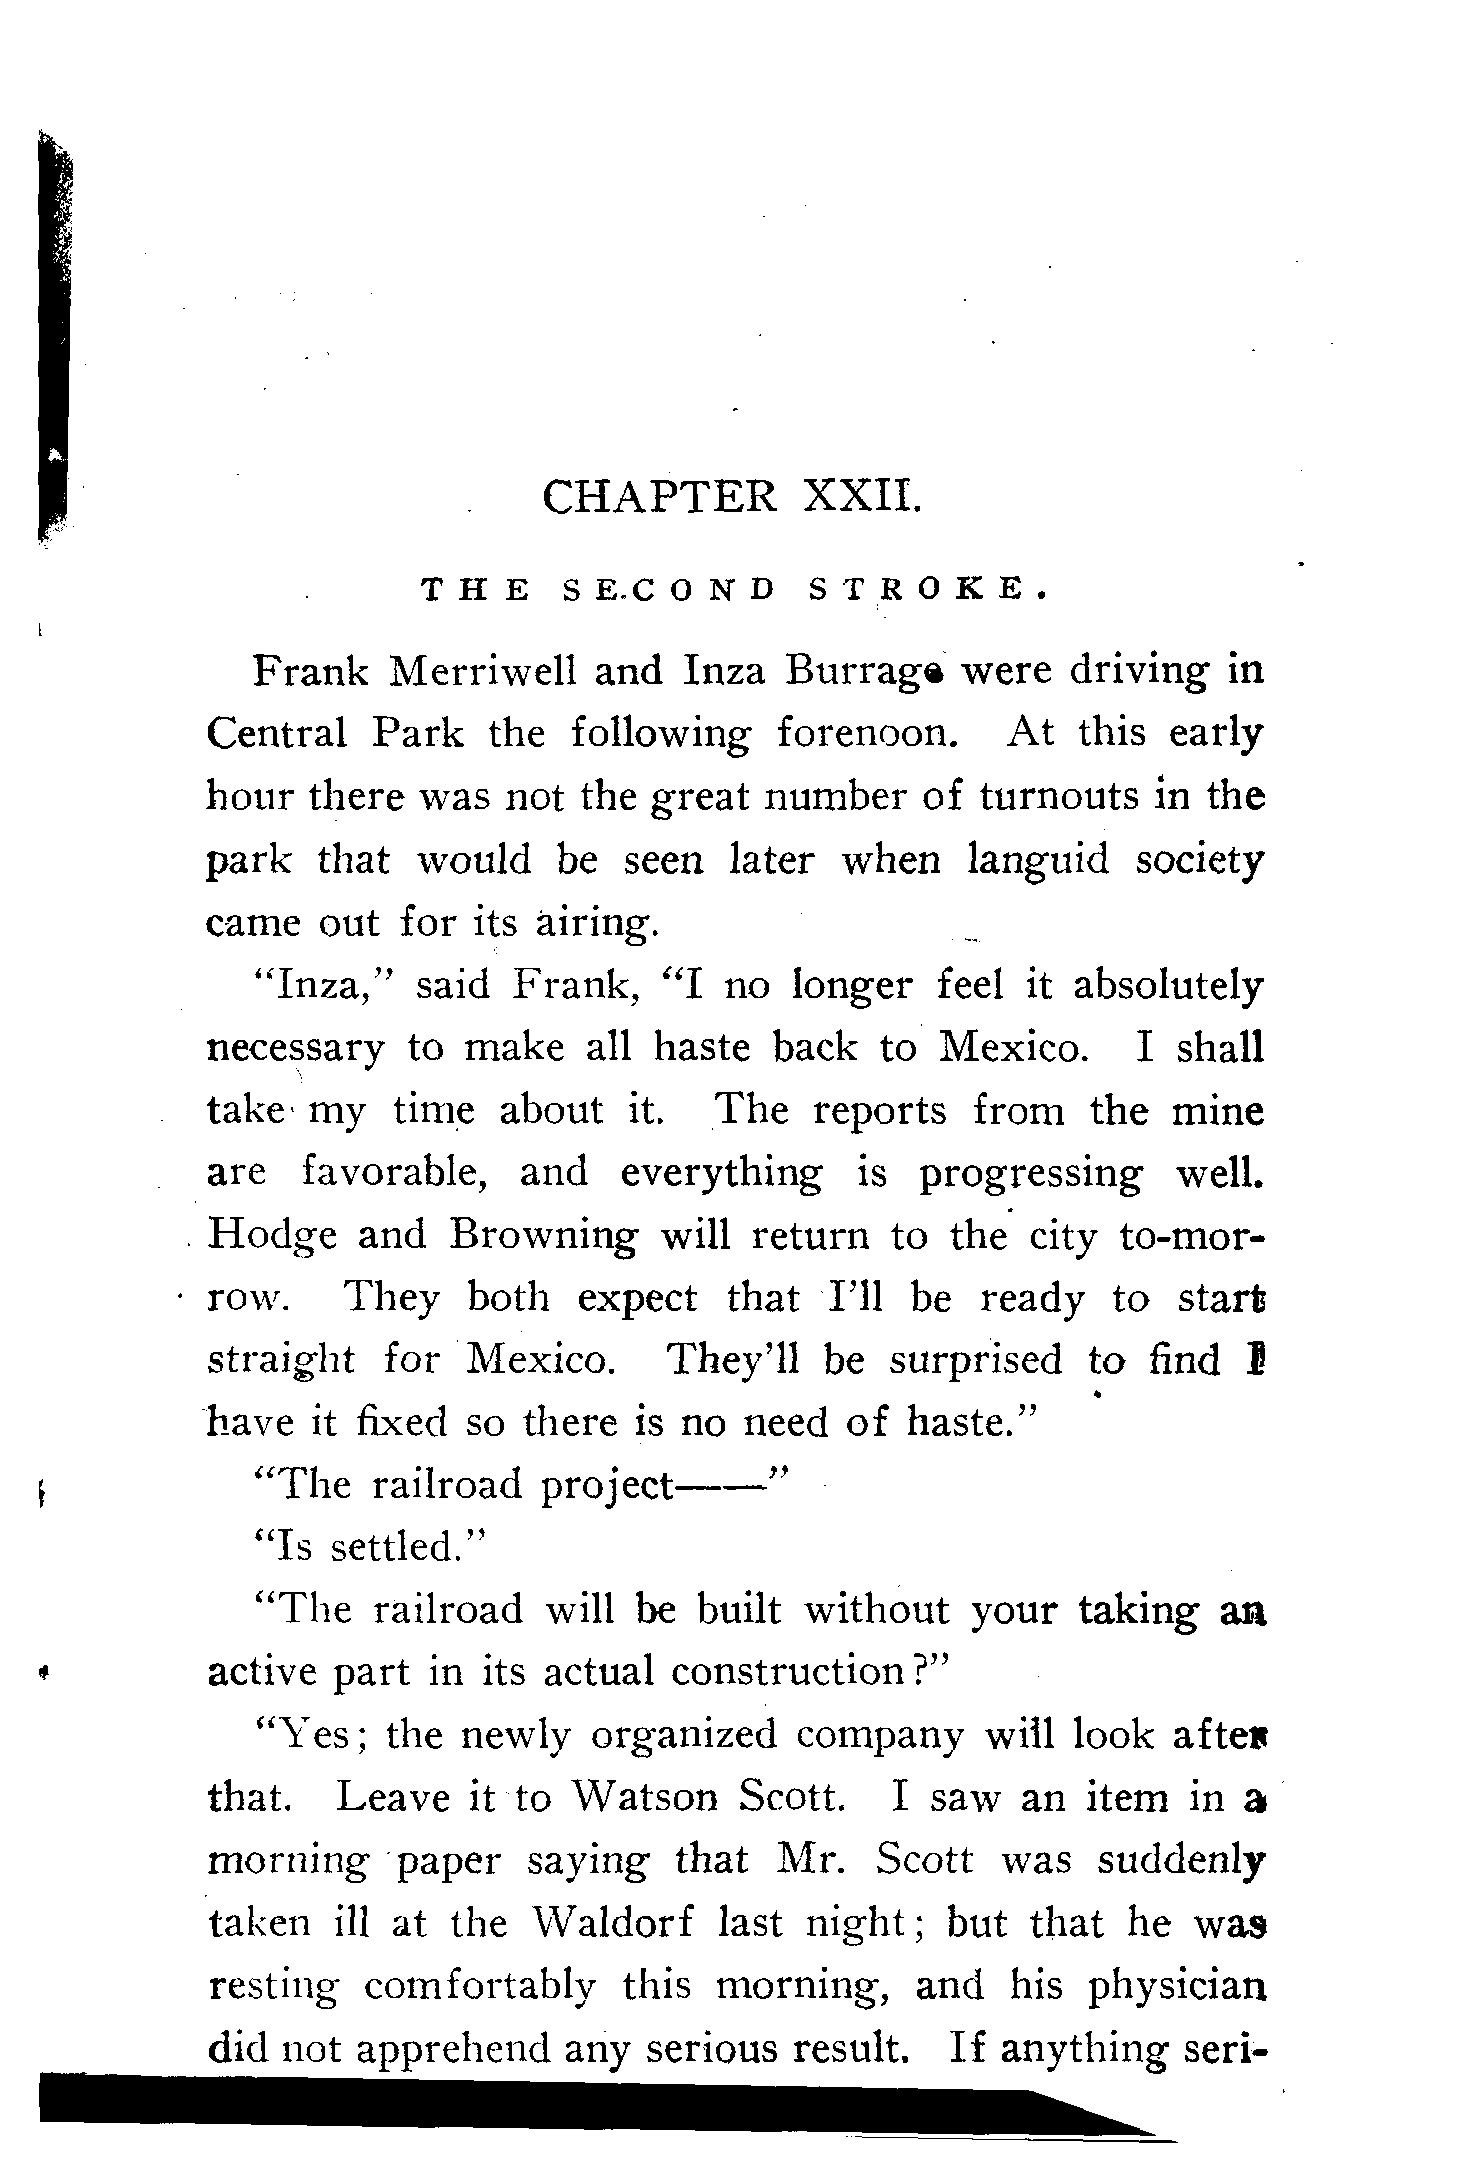 CHAPTER XXII.
THE SECOND STROKE.
Frank Merriwell and Inza Burrage were driving in
Central Park the following forenoon. At this early
hour there was not the great number of turnouts in the
park that would be seen later when languid society
came out for its airing.
"Inza," said Frank, "I no longer feel it absolutely
necessary to make all haste back to Mexico. I shall
take my time about it. The reports from the mine
are favorable, and everything is progressing well.
Hodge and Browning will return to the city to-mor-
row. They both expect that I'll be ready to start
straight for Mexico. They'll be surprised to find I
have it fixed so there is no need of haste."
"The railroad project——"
"Is settled."
"The railroad will be built without your taking an
active part in its actual construction?"
"Yes; the newly organized company will look after
that. Leave it to Watson Scott. I saw an item in a
morning paper saying that Mr. Scott was suddenly
taken ill at the Waldorf last night; but that he was
resting comfortably this morning, and his physician
did not apprehend any serious result. If anything seri-